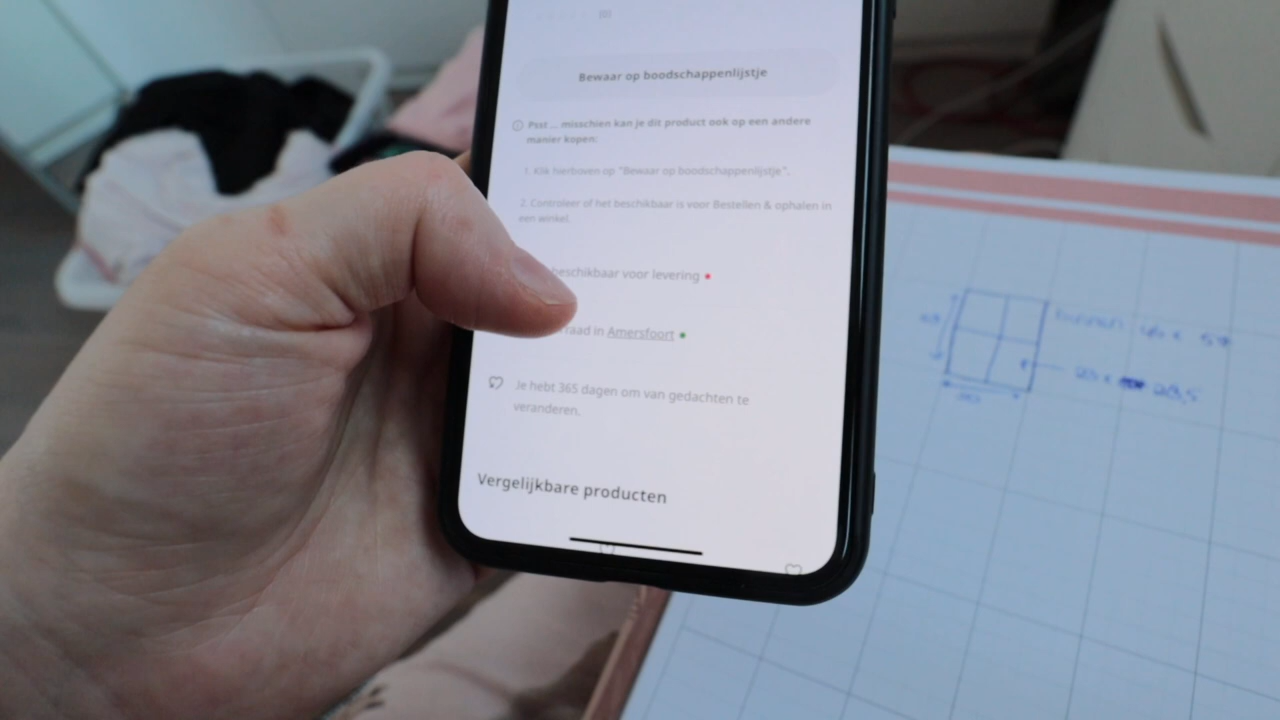 Bewaar op boodschappenlijstje
Psst ... misschien kan je dit product ook op een andere
manier kopen:
1. Klik hierboven op "Bewaar op boodschappenlijstje".
2. Controleer of het beschikbaar is voor Bestellen & ophalen in
een winkel.
beschikbaar voor levering
raad in Amersfoort
Je hebt 365 dagen om van gedachten te
veranderen.
Vergelijkbare producten